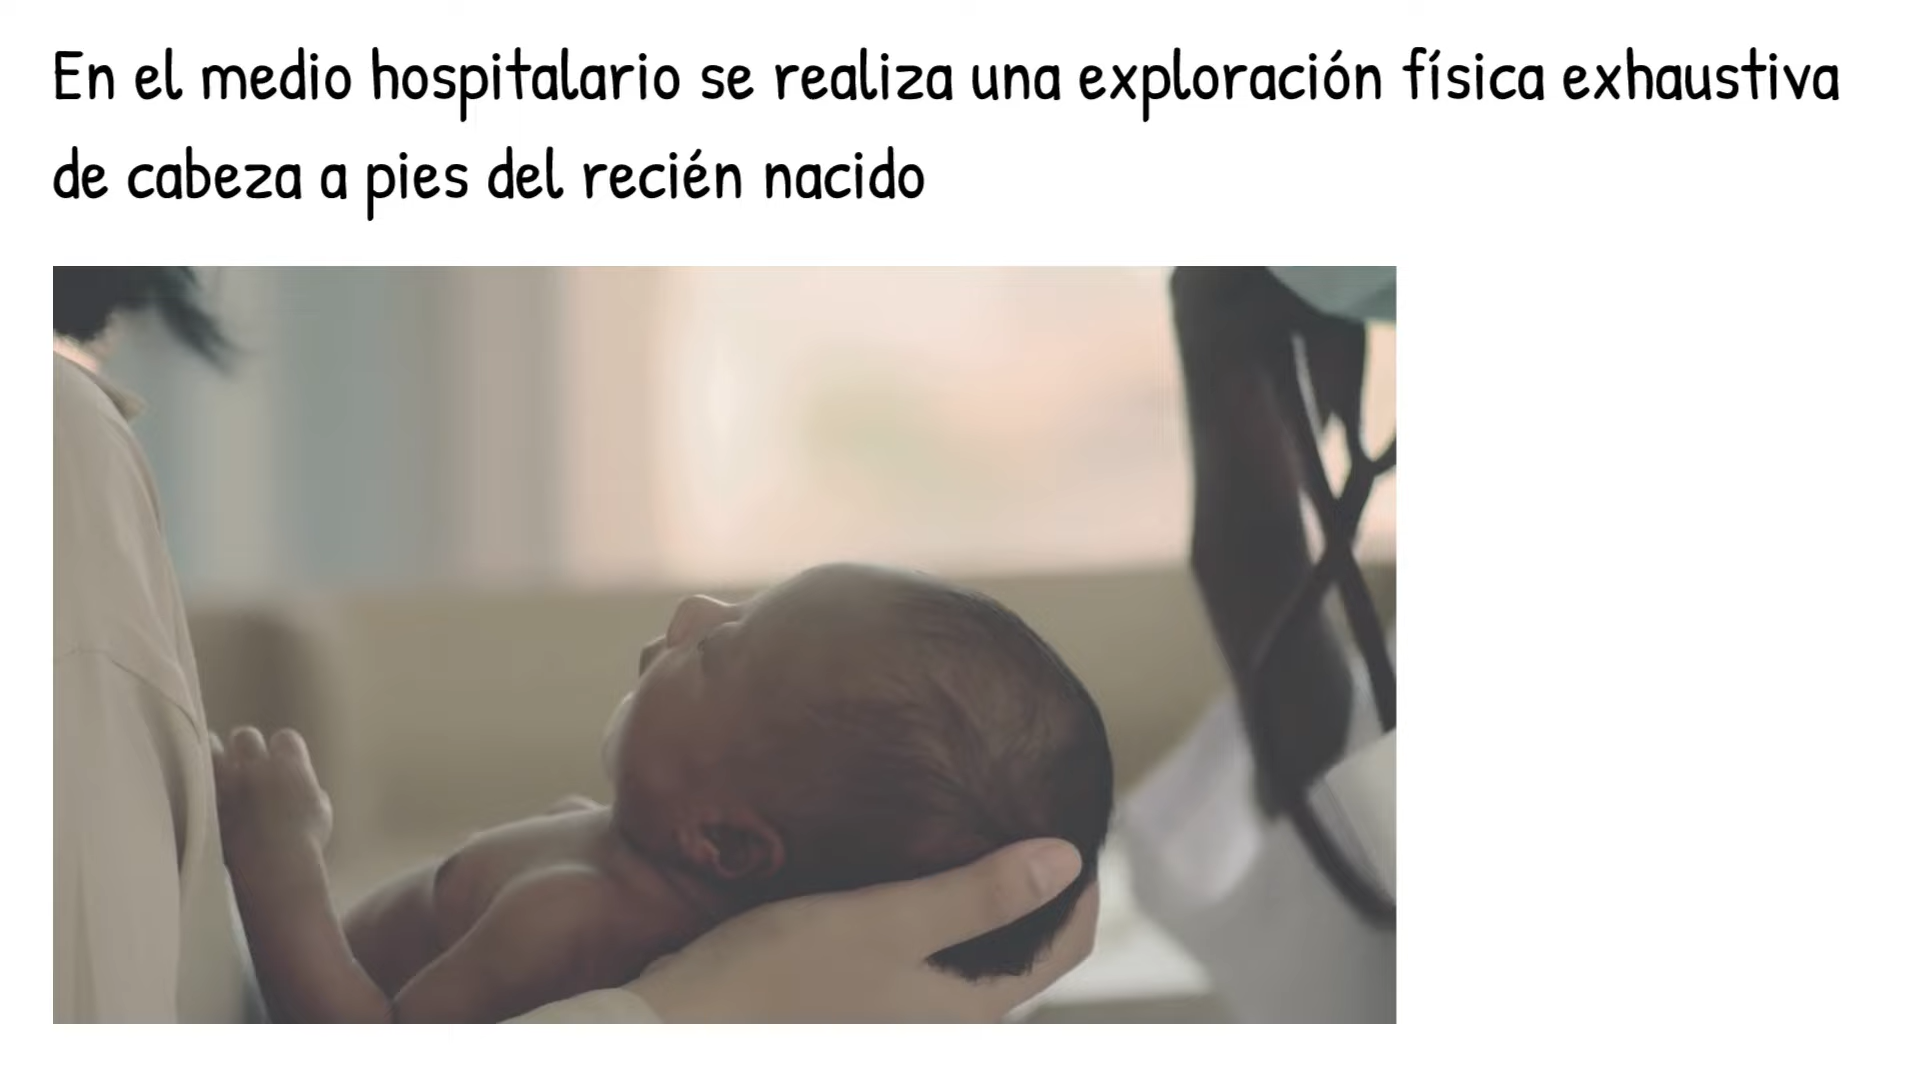 En el medio hospitalario se realiza una exploración física exhaustiva
de cabeza a pies del recién nacido